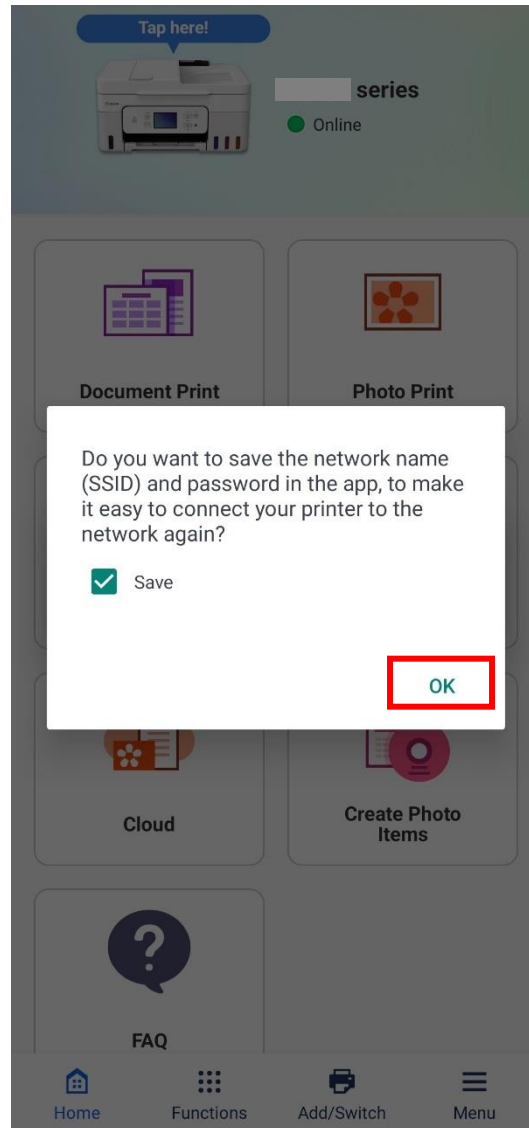 Tap here!
series
Online
Document Print
Photo Print
Do you want to save the network name
(SSID) and password in the app, to make
it easy to connect your printer to the
network again?
Save
OK
Cloud
Create Photo
Items
FAQ
Home
Functions
Add/Switch
Menu